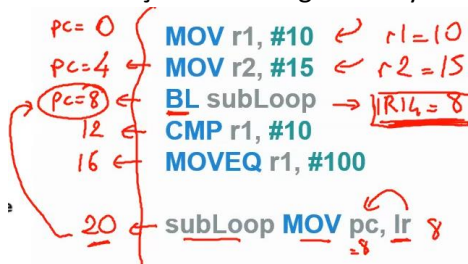 pc= 0 MOV r1, #10 r1=10
pc=4 MOV r2, #15 r2=15
pc=8 BL subLoop → R14 = 8
12 CMP r1, #10
16 MOVEQ r1, #100
e
20 subLoop MOV pc, lr 8
=8